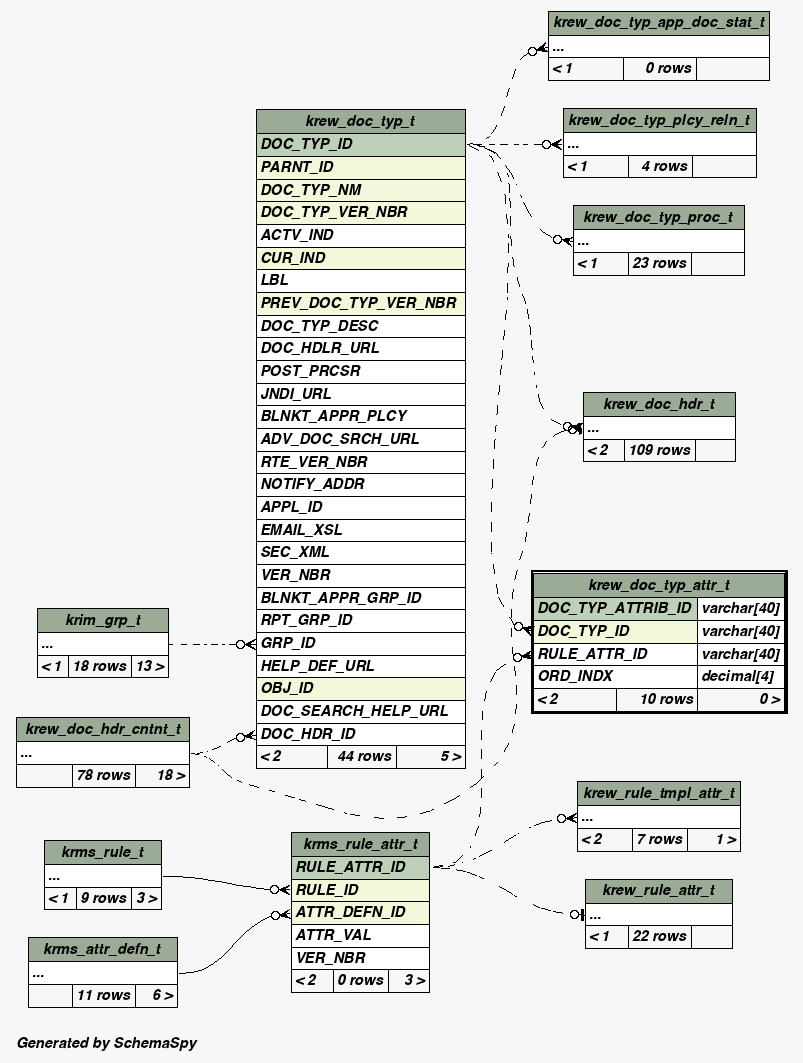 krew_doc_typ_app_doc_stat_t
...
< 1 0 rows
krew_doc_typ_plcy_reln_t
...
< 1 4 rows
krew_doc_typ_proc_t
...
< 1 23 rows
krew_doc_hdr_t
...
< 2 109 rows
krew_doc_typ_t
DOC_TYP_ID
PARNT_ID
DOC_TYP_NM
DOC_TYP_VER_NBR
ACTV_IND
CUR_IND
LBL
PREV_DOC_TYP_VER_NBR
DOC_TYP_DESC
DOC_HDLR_URL
POST_PRCSR
JNDI_URL
BLNKT_APPR_PLCY
ADV_DOC_SRCH_URL
RTE_VER_NBR
NOTIFY_ADDR
APPL_ID
EMAIL_XSL
SEC_XML
VER_NBR
BLNKT_APPR_GRP_ID
RPT_GRP_ID
GRP_ID
HELP_DEF_URL
OBJ_ID
DOC_SEARCH_HELP_URL
DOC_HDR_ID
< 2 44 rows 5 >
krew_doc_typ_attr_t
DOC_TYP_ATTRIB_ID varchar[40]
DOC_TYP_ID varchar[40]
RULE_ATTR_ID varchar[40]
ORD_INDX decimal[4]
< 2 10 rows 0 >
krim_grp_t
...
< 1 18 rows 13 >
krew_doc_hdr_cntnt_t
...
78 rows 18 >
krms_rule_t
...
< 1 9 rows 3 >
krms_attr_defn_t
...
11 rows 6 >
krms_rule_attr_t
RULE_ATTR_ID
RULE_ID
ATTR_DEFN_ID
ATTR_VAL
VER_NBR
< 2 0 rows 3 >
krew_rule_tmpl_attr_t
...
< 2 7 rows 1 >
krew_rule_attr_t
...
< 1 22 rows
Generated by SchemaSpy